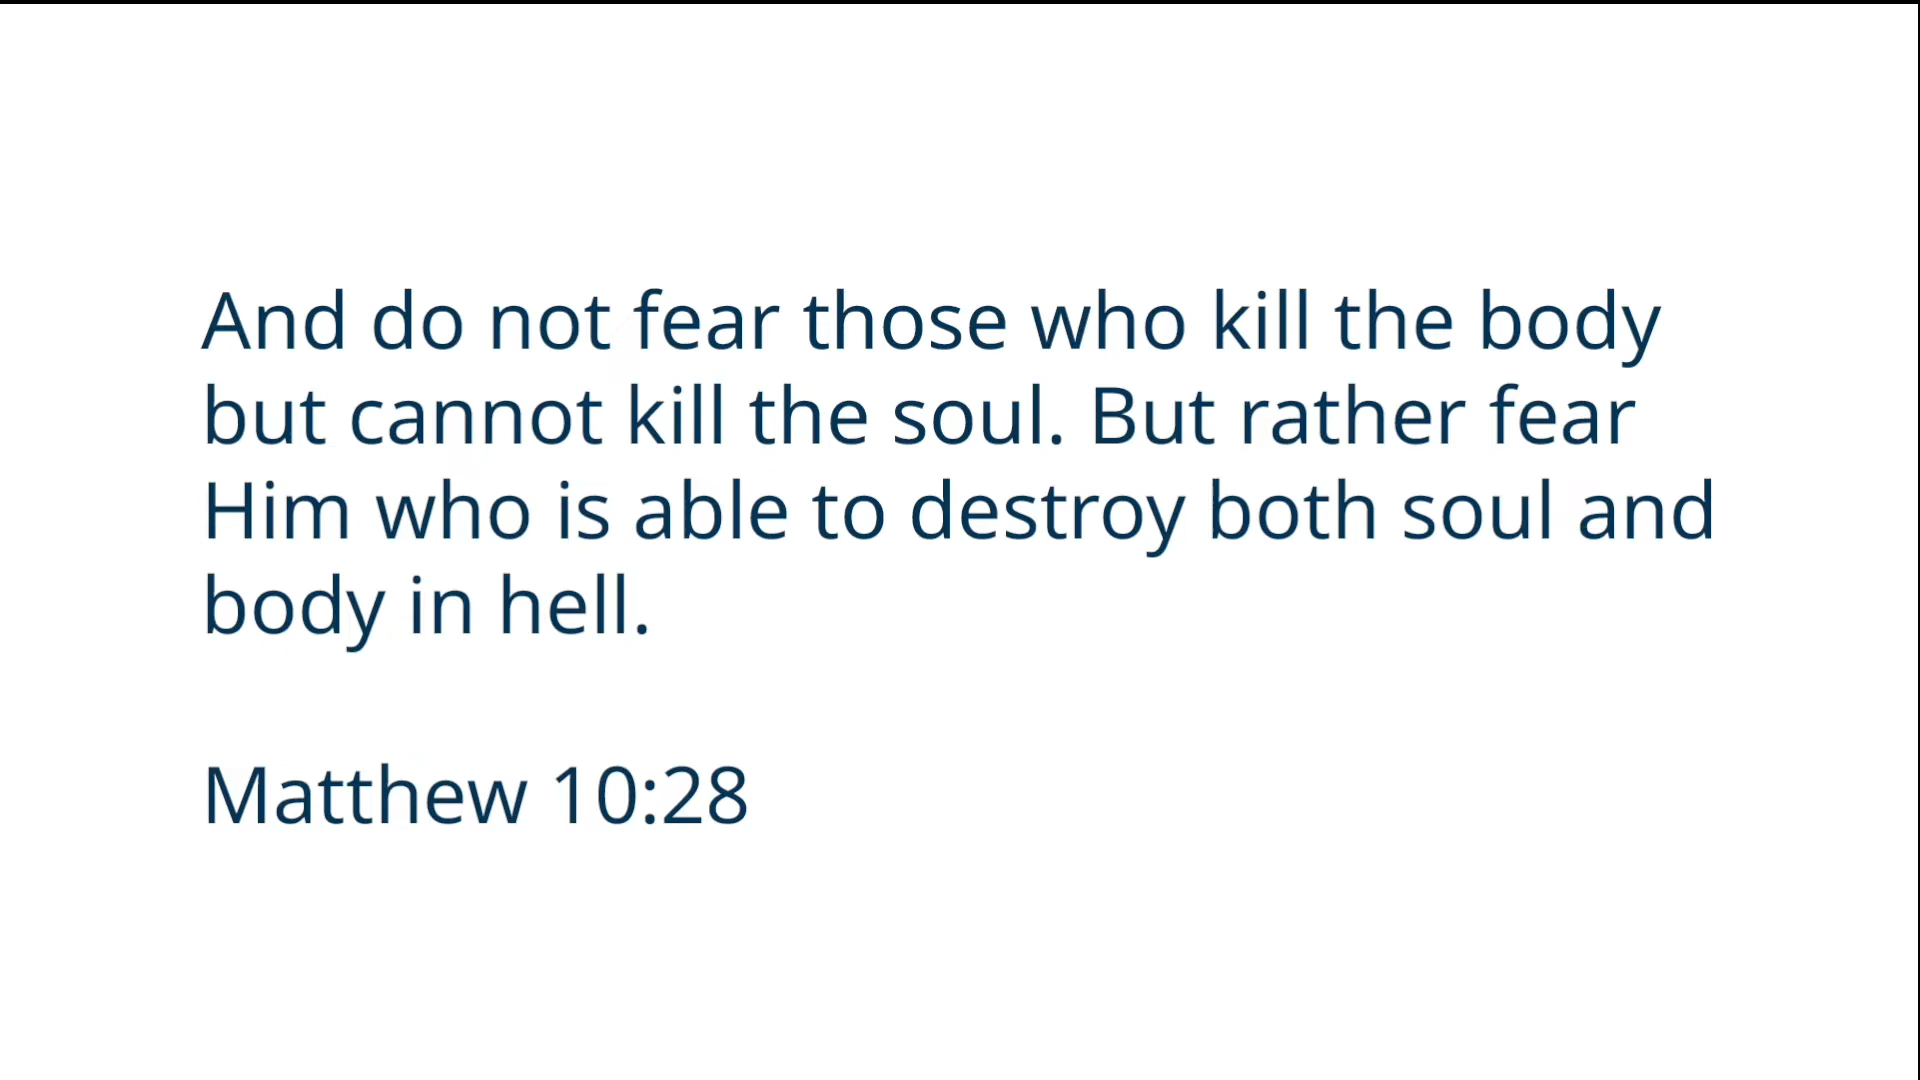 And do not fear those who kill the body
but cannot kill the soul. But rather fear
Him who is able to destroy both soul and
body in hell.
Matthew 10:28